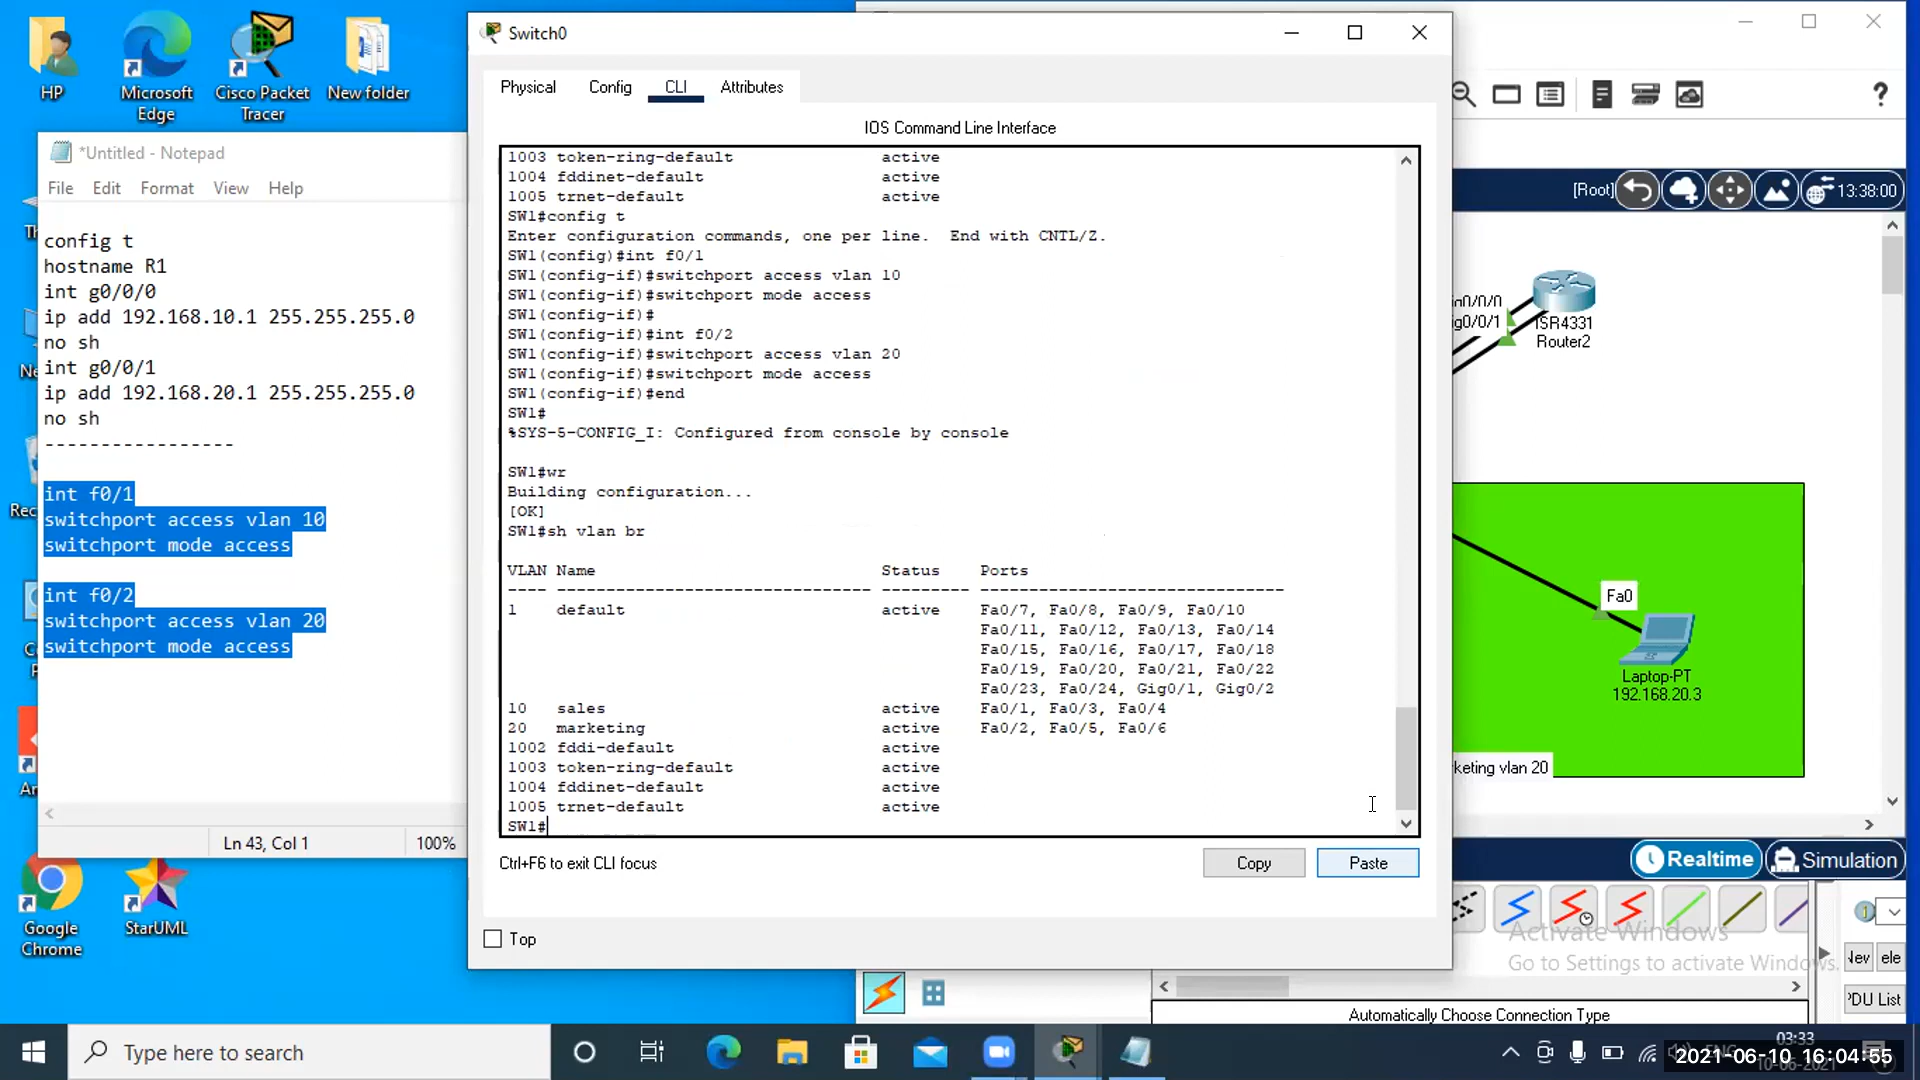 HP
Microsoft
Edge
Cisco Packet
Tracer
New folder
*Untitled - Notepad
File Edit Format View Help
config t
hostname R1
int g0/0/0
ip add 192.168.10.1 255.255.255.0
no sh
int g0/0/1
ip add 192.168.20.1 255.255.255.0
no sh
-----------------
int f0/1
switchport access vlan 10
switchport mode access
int f0/2
switchport access vlan 20
switchport mode access
Ln 43, Col 1 100%
Google
Chrome
StarUML
Switch0
Physical Config CLI Attributes
IOS Command Line Interface
1003 token-ring-default active
1004 fddinet-default active
1005 trnet-default active
SW1#config t
Enter configuration commands, one per line. End with CNTL/Z.
SW1(config)#int f0/1
SW1(config-if)#switchport access vlan 10
SW1(config-if)#switchport mode access
SW1(config-if)#
SW1(config-if)#int f0/2
SW1(config-if)#switchport access vlan 20
SW1(config-if)#switchport mode access
SW1(config-if)#end
SW1#
%SYS-5-CONFIG_I: Configured from console by console
SW1#wr
Building configuration...
[OK]
SW1#sh vlan br
VLAN Name Status Ports
---- -------------------------------- --------- -------------------------------
1 default active Fa0/7, Fa0/8, Fa0/9, Fa0/10
Fa0/11, Fa0/12, Fa0/13, Fa0/14
Fa0/15, Fa0/16, Fa0/17, Fa0/18
Fa0/19, Fa0/20, Fa0/21, Fa0/22
Fa0/23, Fa0/24, Gig0/1, Gig0/2
10 sales active Fa0/1, Fa0/3, Fa0/4
20 marketing active Fa0/2, Fa0/5, Fa0/6
1002 fddi-default active
1003 token-ring-default active
1004 fddinet-default active
1005 trnet-default active
SW1#
Ctrl+F6 to exit CLI focus
Copy Paste
Top
?
[Root] 13:38:00
g0/0/1
ISR4331
Router2
Fa0
Laptop-PT
192.168.20.3
keting vlan 20
Realtime Simulation
Activate Windows
Go to Settings to activate Windows.
PDU List
Automatically Choose Connection Type
Type here to search
03:33
2021-06-10 16:04:55